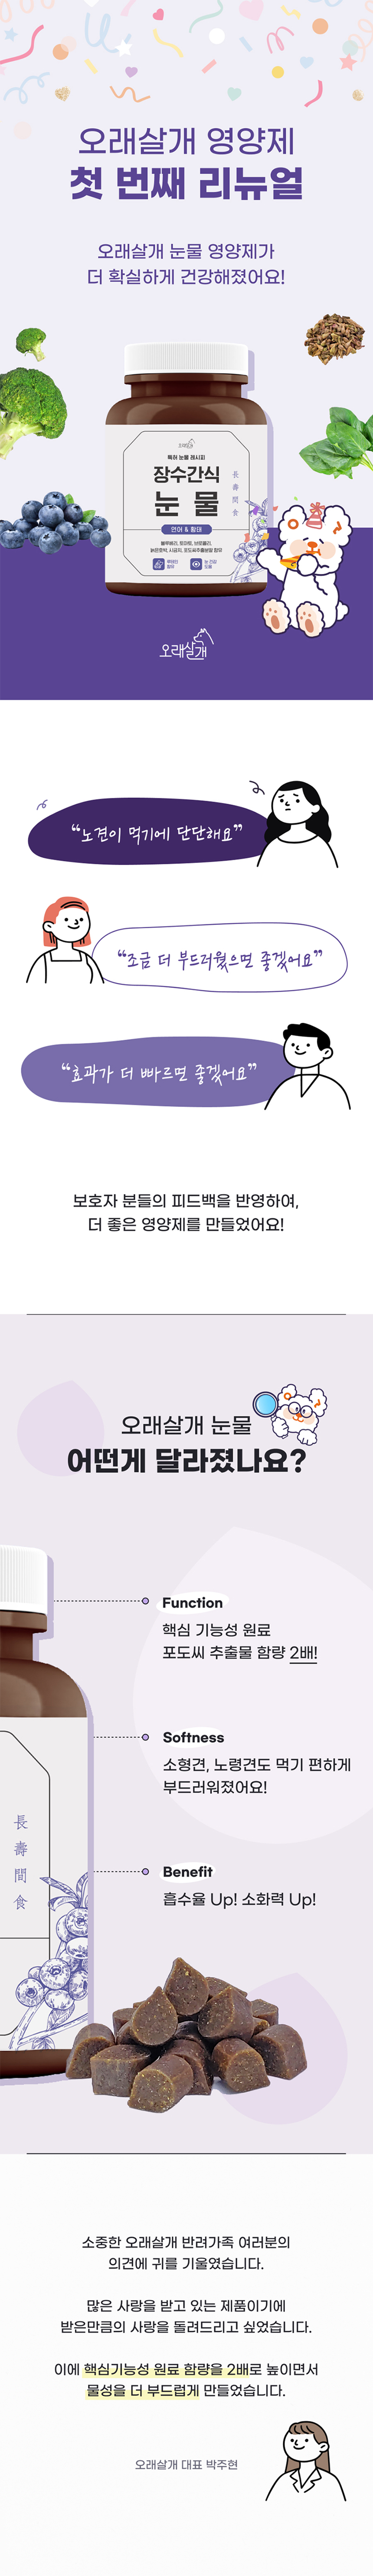 오래살개 영양제
첫 번째 리뉴얼
오래살개 눈물 영양제가
더 확실하게 건강해졌어요!
오래살개
특허 눈물 레시피
장수간식
눈 물
長壽間食
연어 & 황태
블루베리, 토마토, 브로콜리,
눈 건강
도움
오래살개
“노견이 먹기에 단단해요”
“조금 더 부드러웠으면 좋겠어요”
“효과가 더 빠르면 좋겠어요”
보호자 분들의 피드백을 반영하여,
더 좋은 영양제를 만들었어요!
오래살개 눈물
어떤게 달라졌나요?
Function
핵심 기능성 원료
포도씨 추출물 함량 2배!
Softness
소형견, 노령견도 먹기 편하게
부드러워졌어요!
Benefit
흡수율 Up! 소화력 Up!
長
壽
間
食
소중한 오래살개 반려가족 여러분의
의견에 귀를 기울였습니다.
많은 사랑을 받고 있는 제품이기에
받은만큼의 사랑을 돌려드리고 싶었습니다.
이에 핵심기능성 원료 함량을 2배로 높이면서
물성을 더 부드럽게 만들었습니다.
오래살개 대표 박주현